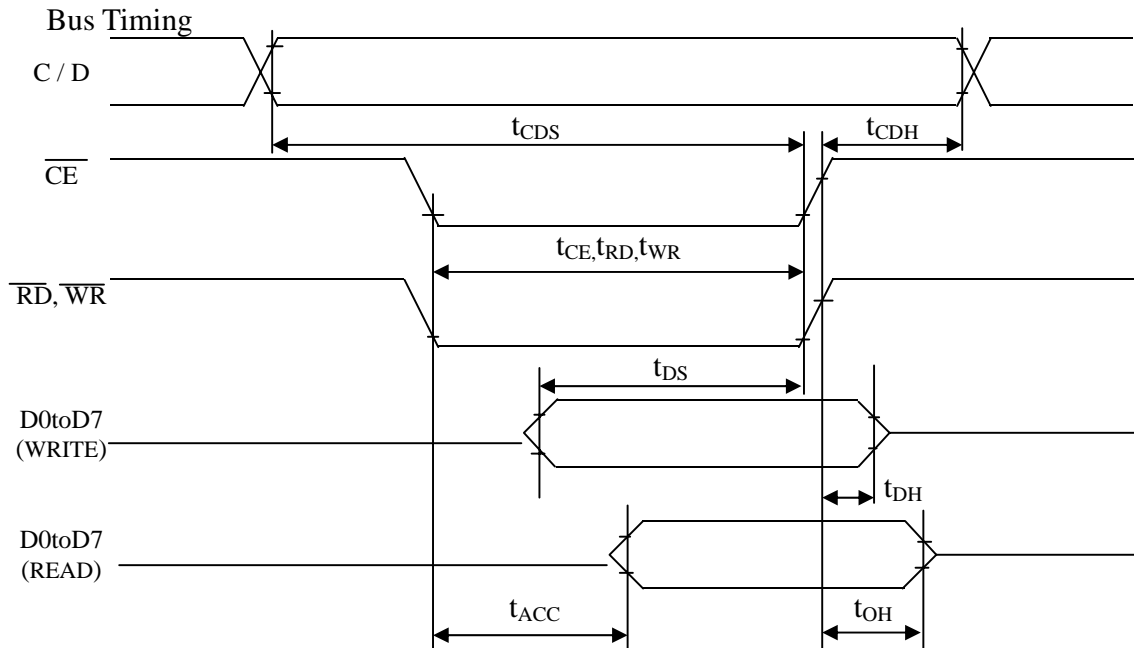 Bus Timing
C / D
tCDS
tCDH
CE
tCE,tRD,tWR
RD, WR
tDS
D0toD7
(WRITE)
tDH
D0toD7
(READ)
tACC
tOH